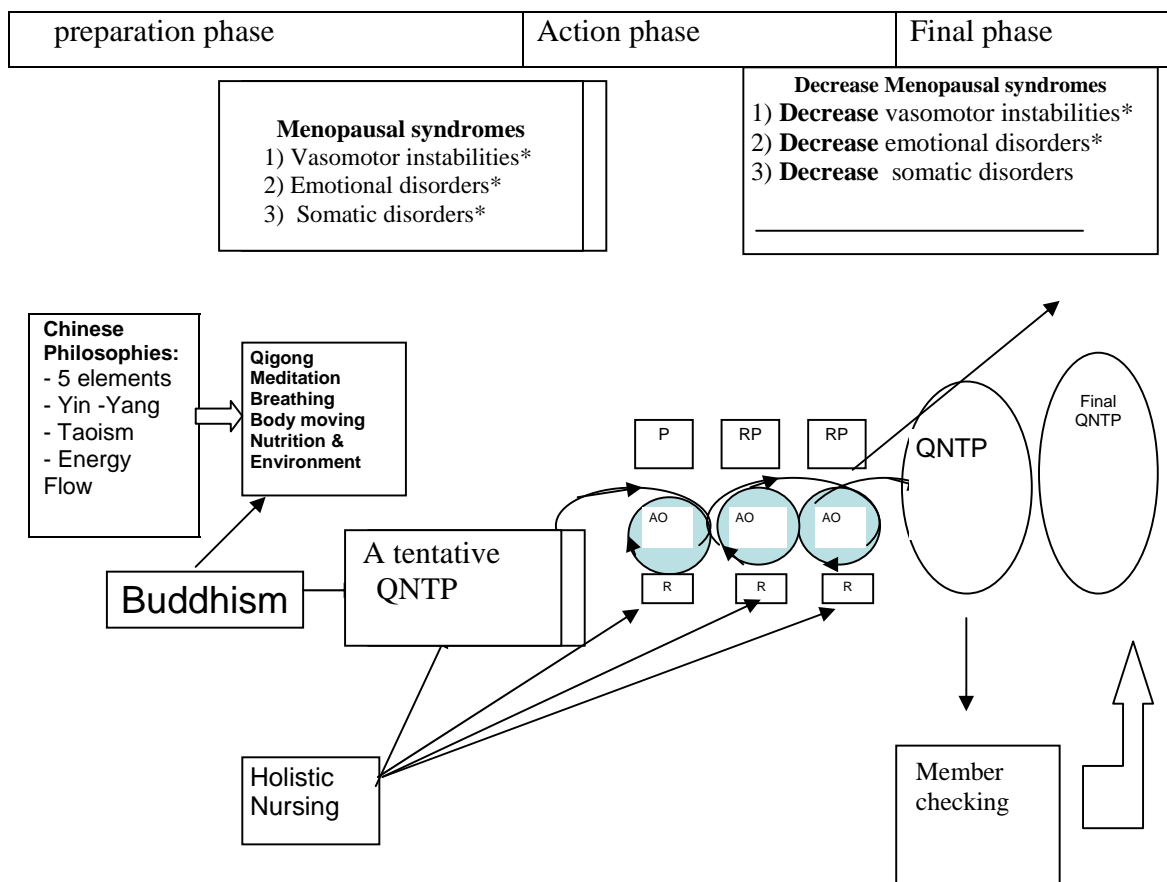 preparation phase
Action phase
Final phase
Menopausal syndromes
1) Vasomotor instabilities*
2) Emotional disorders*
3) Somatic disorders*
Decrease Menopausal syndromes
1) Decrease vasomotor instabilities*
2) Decrease emotional disorders*
3) Decrease somatic disorders
Chinese
Philosophies:
- 5 elements
- Yin -Yang
- Taoism
- Energy
Flow
Qigong
Meditation
Breathing
Body moving
Nutrition &
Environment
Buddhism
A tentative
QNTP
Holistic
Nursing
P
RP
RP
AO
AO
AO
R
R
R
QNTP
Final
QNTP
Member
checking